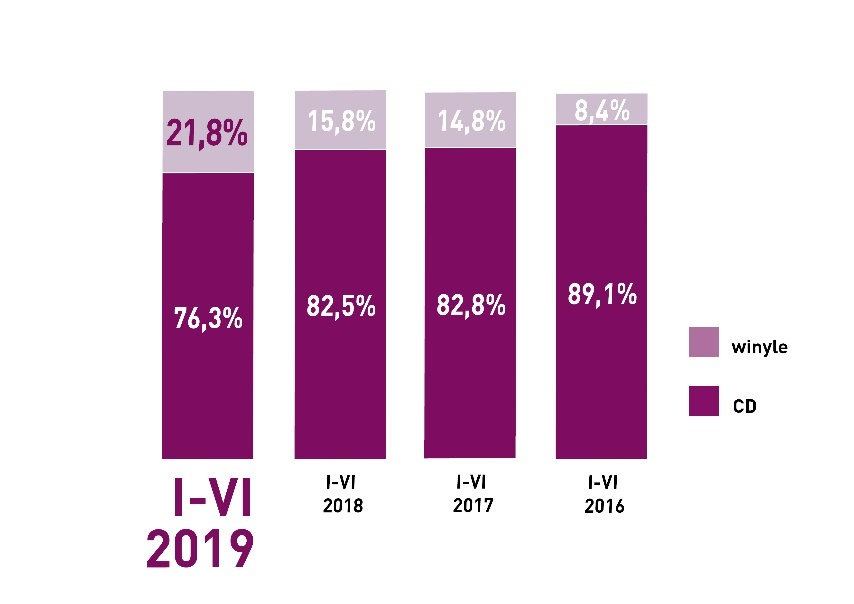 21,8%
15,8%
14,8%
8,4%
76,3%
82,5%
82,8%
89,1%
winyle
CD
I-VI
2019
I-VI
2018
I-VI
2017
I-VI
2016